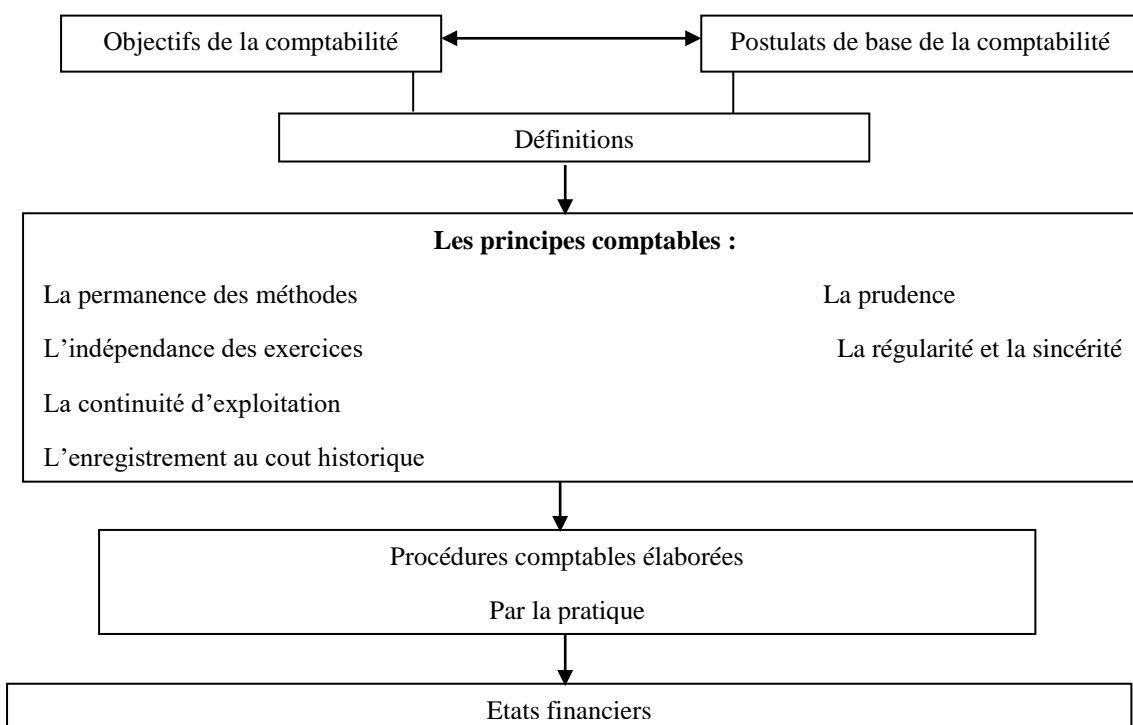 Objectifs de la comptabilité
Postulats de base de la comptabilité
Définitions
Les principes comptables :
La permanence des méthodes
La prudence
L’indépendance des exercices
La régularité et la sincérité
La continuité d’exploitation
L’enregistrement au cout historique
Procédures comptables élaborées
Par la pratique
Etats financiers